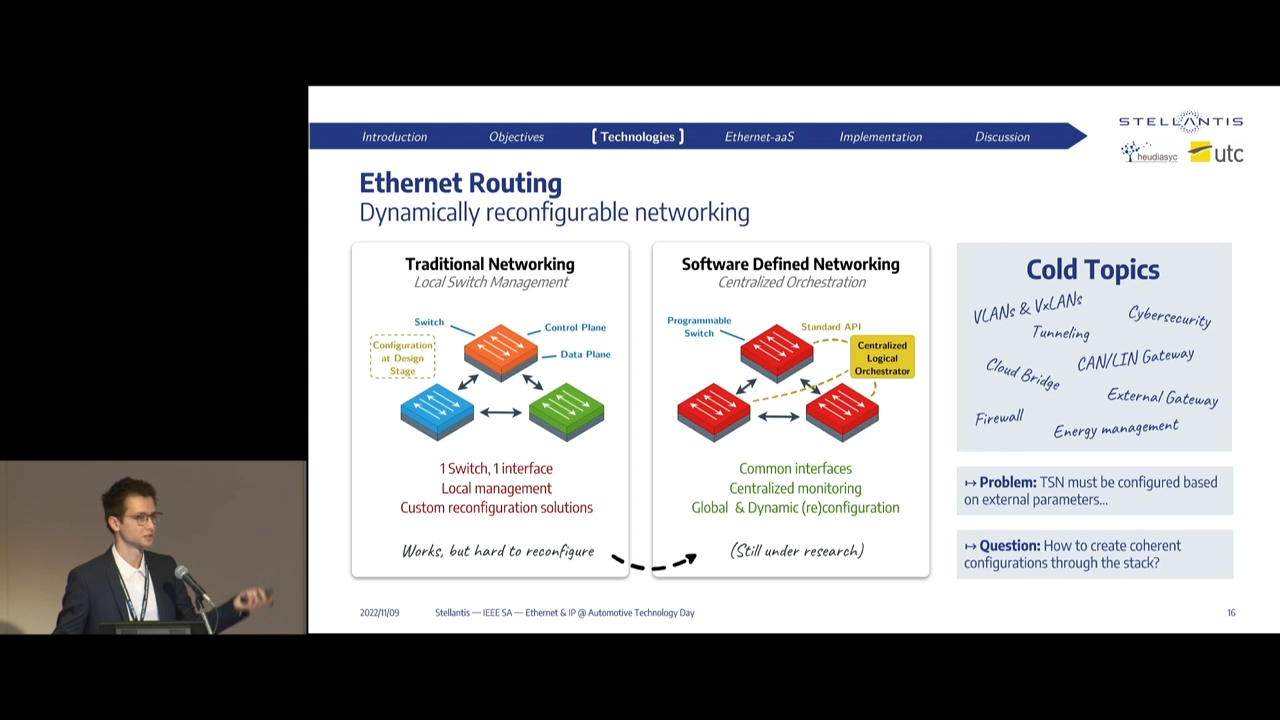 Introduction
Objectives
[ Technologies ]
Ethernet-aaS
Implementation
Discussion
STELLANTIS
heudiasyc
utc
Ethernet Routing
Dynamically reconfigurable networking
Traditional Networking
Local Switch Management
Switch
Control Plane
Data Plane
Configuration
at Design
Stage
1 Switch, 1 interface
Local management
Custom reconfiguration solutions
Works, but hard to reconfigure
Software Defined Networking
Centralized Orchestration
Programmable
Switch
Standard API
Centralized
Logical
Orchestrator
Common interfaces
Centralized monitoring
Global & Dynamic (re)configuration
(Still under research)
Cold Topics
VLANs & VxLANs
Cybersecurity
Tunneling
CAN/LIN Gateway
Cloud Bridge
External Gateway
Firewall
Energy management
↦ Problem: TSN must be configured based
on external parameters...
↦ Question: How to create coherent
configurations through the stack?
2022/11/09
Stellantis — IEEE SA — Ethernet & IP @ Automotive Technology Day
16